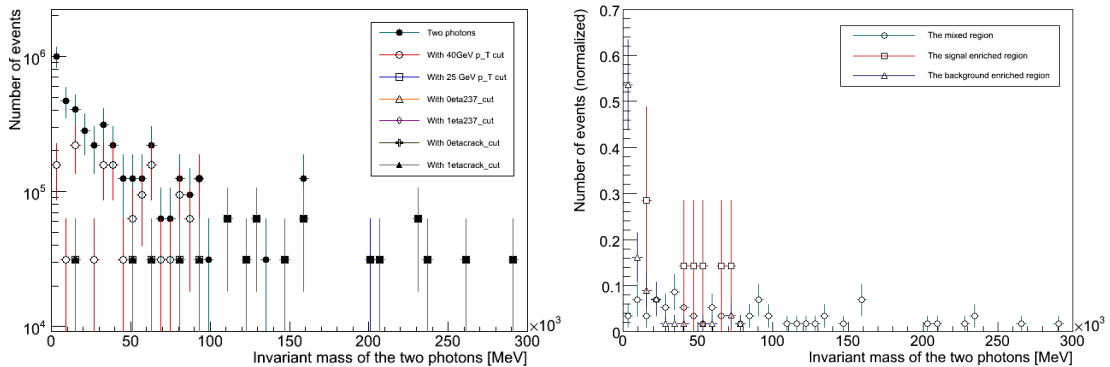 Number of events
10^6
10^5
10^4
Two photons
With 40GeV p_T cut
With 25 GeV p_T cut
With 0eta237_cut
With 1eta237_cut
With 0etacrack_cut
With 1etacrack_cut
0 50 100 150 200 250 300
×10^3
Invariant mass of the two photons [MeV]
Number of events (normalized)
0.7
0.6
0.5
0.4
0.3
0.2
0.1
0
The mixed region
The signal enriched region
The background enriched region
0 50 100 150 200 250 300
×10^3
Invariant mass of the two photons [MeV]